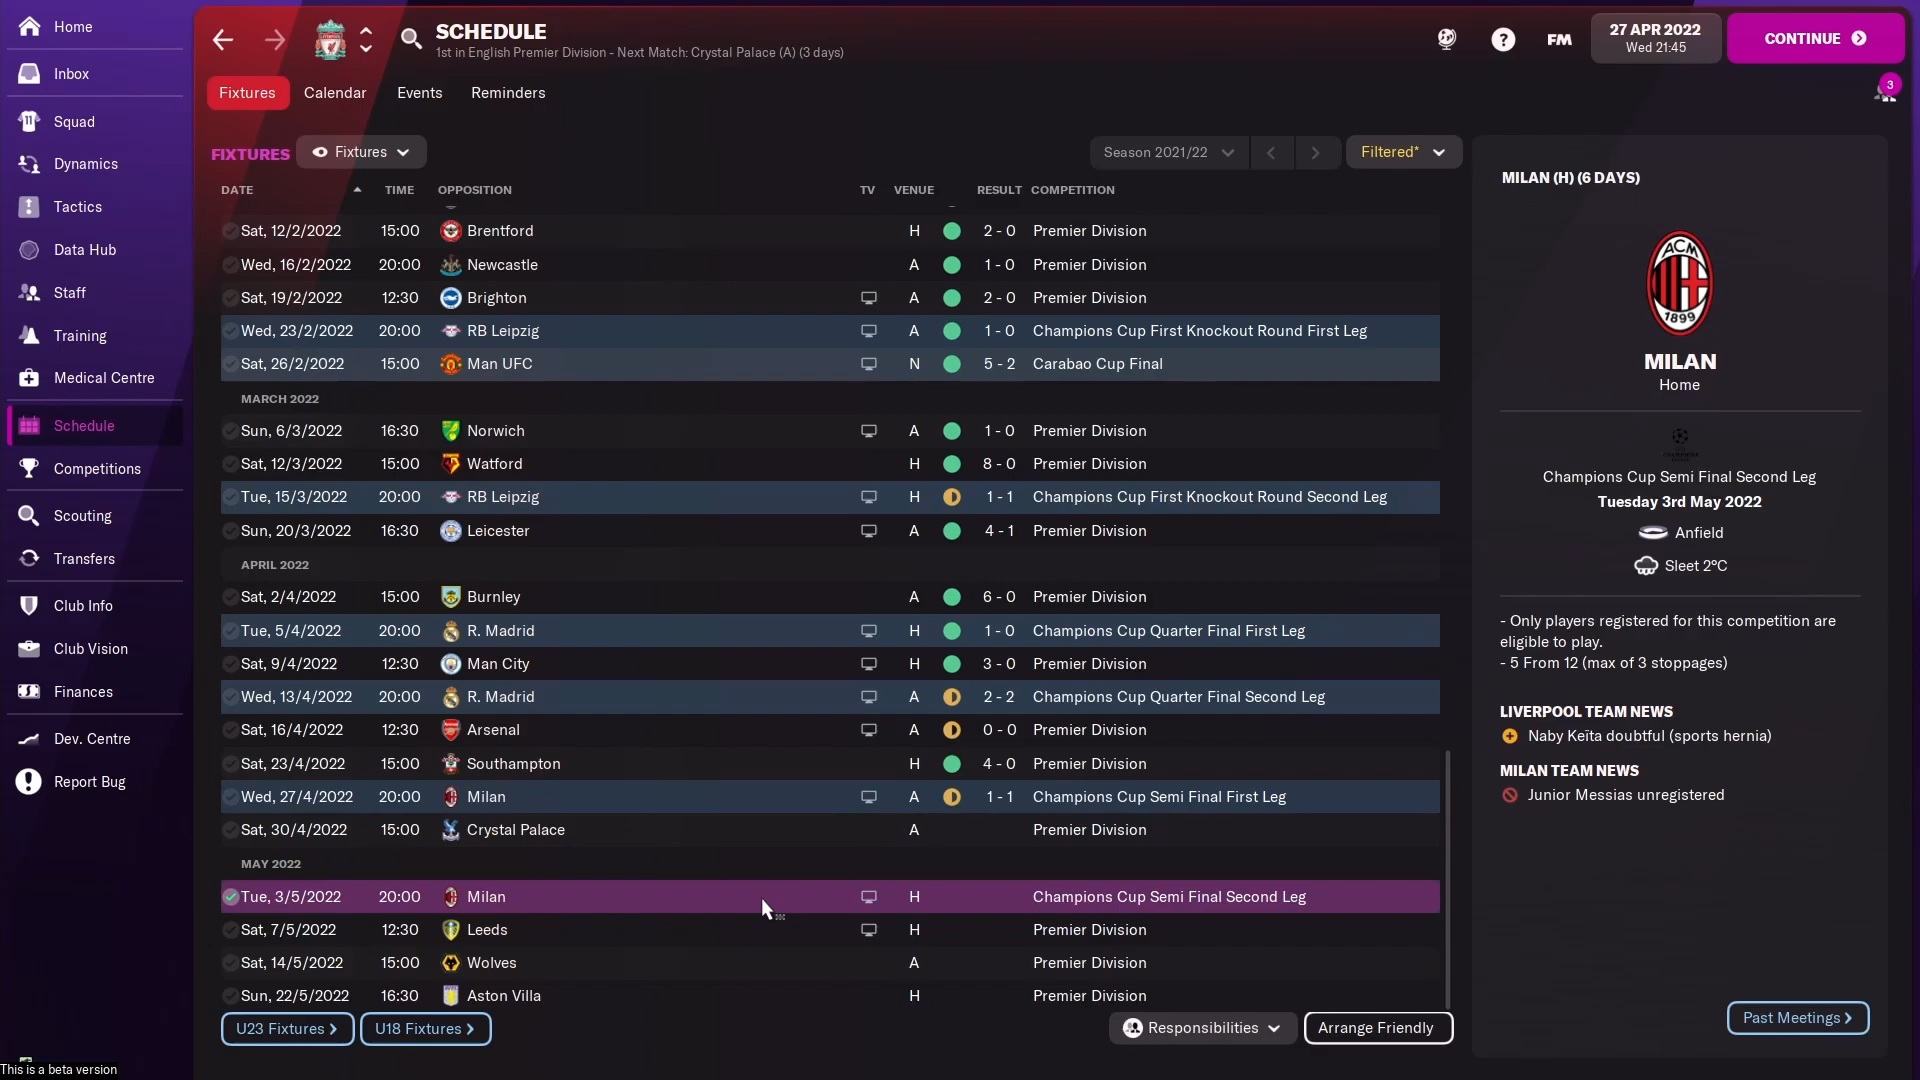 Home
Inbox
Squad
Dynamics
Tactics
Data Hub
Staff
Training
Medical Centre
Schedule
Competitions
Scouting
Transfers
Club Info
Club Vision
Finances
Dev. Centre
Report Bug
This is a beta version
SCHEDULE
1st in English Premier Division - Next Match: Crystal Palace (A) (3 days)
?
FM
27 APR 2022
Wed 21:45
CONTINUE
3
Fixtures Calendar Events Reminders
FIXTURES Fixtures Season 2021/22 Filtered*
DATE TIME OPPOSITION TV VENUE RESULT COMPETITION
Sat, 12/2/2022 15:00 Brentford H 2 - 0 Premier Division
Wed, 16/2/2022 20:00 Newcastle A 1 - 0 Premier Division
Sat, 19/2/2022 12:30 Brighton A 2 - 0 Premier Division
Wed, 23/2/2022 20:00 RB Leipzig A 1 - 0 Champions Cup First Knockout Round First Leg
Sat, 26/2/2022 15:00 Man UFC N 5 - 2 Carabao Cup Final
MARCH 2022
Sun, 6/3/2022 16:30 Norwich A 1 - 0 Premier Division
Sat, 12/3/2022 15:00 Watford H 8 - 0 Premier Division
Tue, 15/3/2022 20:00 RB Leipzig H 1 - 1 Champions Cup First Knockout Round Second Leg
Sun, 20/3/2022 16:30 Leicester A 4 - 1 Premier Division
APRIL 2022
Sat, 2/4/2022 15:00 Burnley A 6 - 0 Premier Division
Tue, 5/4/2022 20:00 R. Madrid H 1 - 0 Champions Cup Quarter Final First Leg
Sat, 9/4/2022 12:30 Man City H 3 - 0 Premier Division
Wed, 13/4/2022 20:00 R. Madrid A 2 - 2 Champions Cup Quarter Final Second Leg
Sat, 16/4/2022 12:30 Arsenal A 0 - 0 Premier Division
Sat, 23/4/2022 15:00 Southampton H 4 - 0 Premier Division
Wed, 27/4/2022 20:00 Milan A 1 - 1 Champions Cup Semi Final First Leg
Sat, 30/4/2022 15:00 Crystal Palace A Premier Division
MAY 2022
Tue, 3/5/2022 20:00 Milan H Champions Cup Semi Final Second Leg
Sat, 7/5/2022 12:30 Leeds H Premier Division
Sat, 14/5/2022 15:00 Wolves A Premier Division
Sun, 22/5/2022 16:30 Aston Villa H Premier Division
U23 Fixtures U18 Fixtures Responsibilities Arrange Friendly
MILAN (H) (6 DAYS)
ACM
1899
MILAN
Home
Champions Cup Semi Final Second Leg
Tuesday 3rd May 2022
Anfield
Sleet 2ºC
- Only players registered for this competition are
eligible to play.
- 5 From 12 (max of 3 stoppages)
LIVERPOOL TEAM NEWS
Naby Keïta doubtful (sports hernia)
MILAN TEAM NEWS
Junior Messias unregistered
Past Meetings